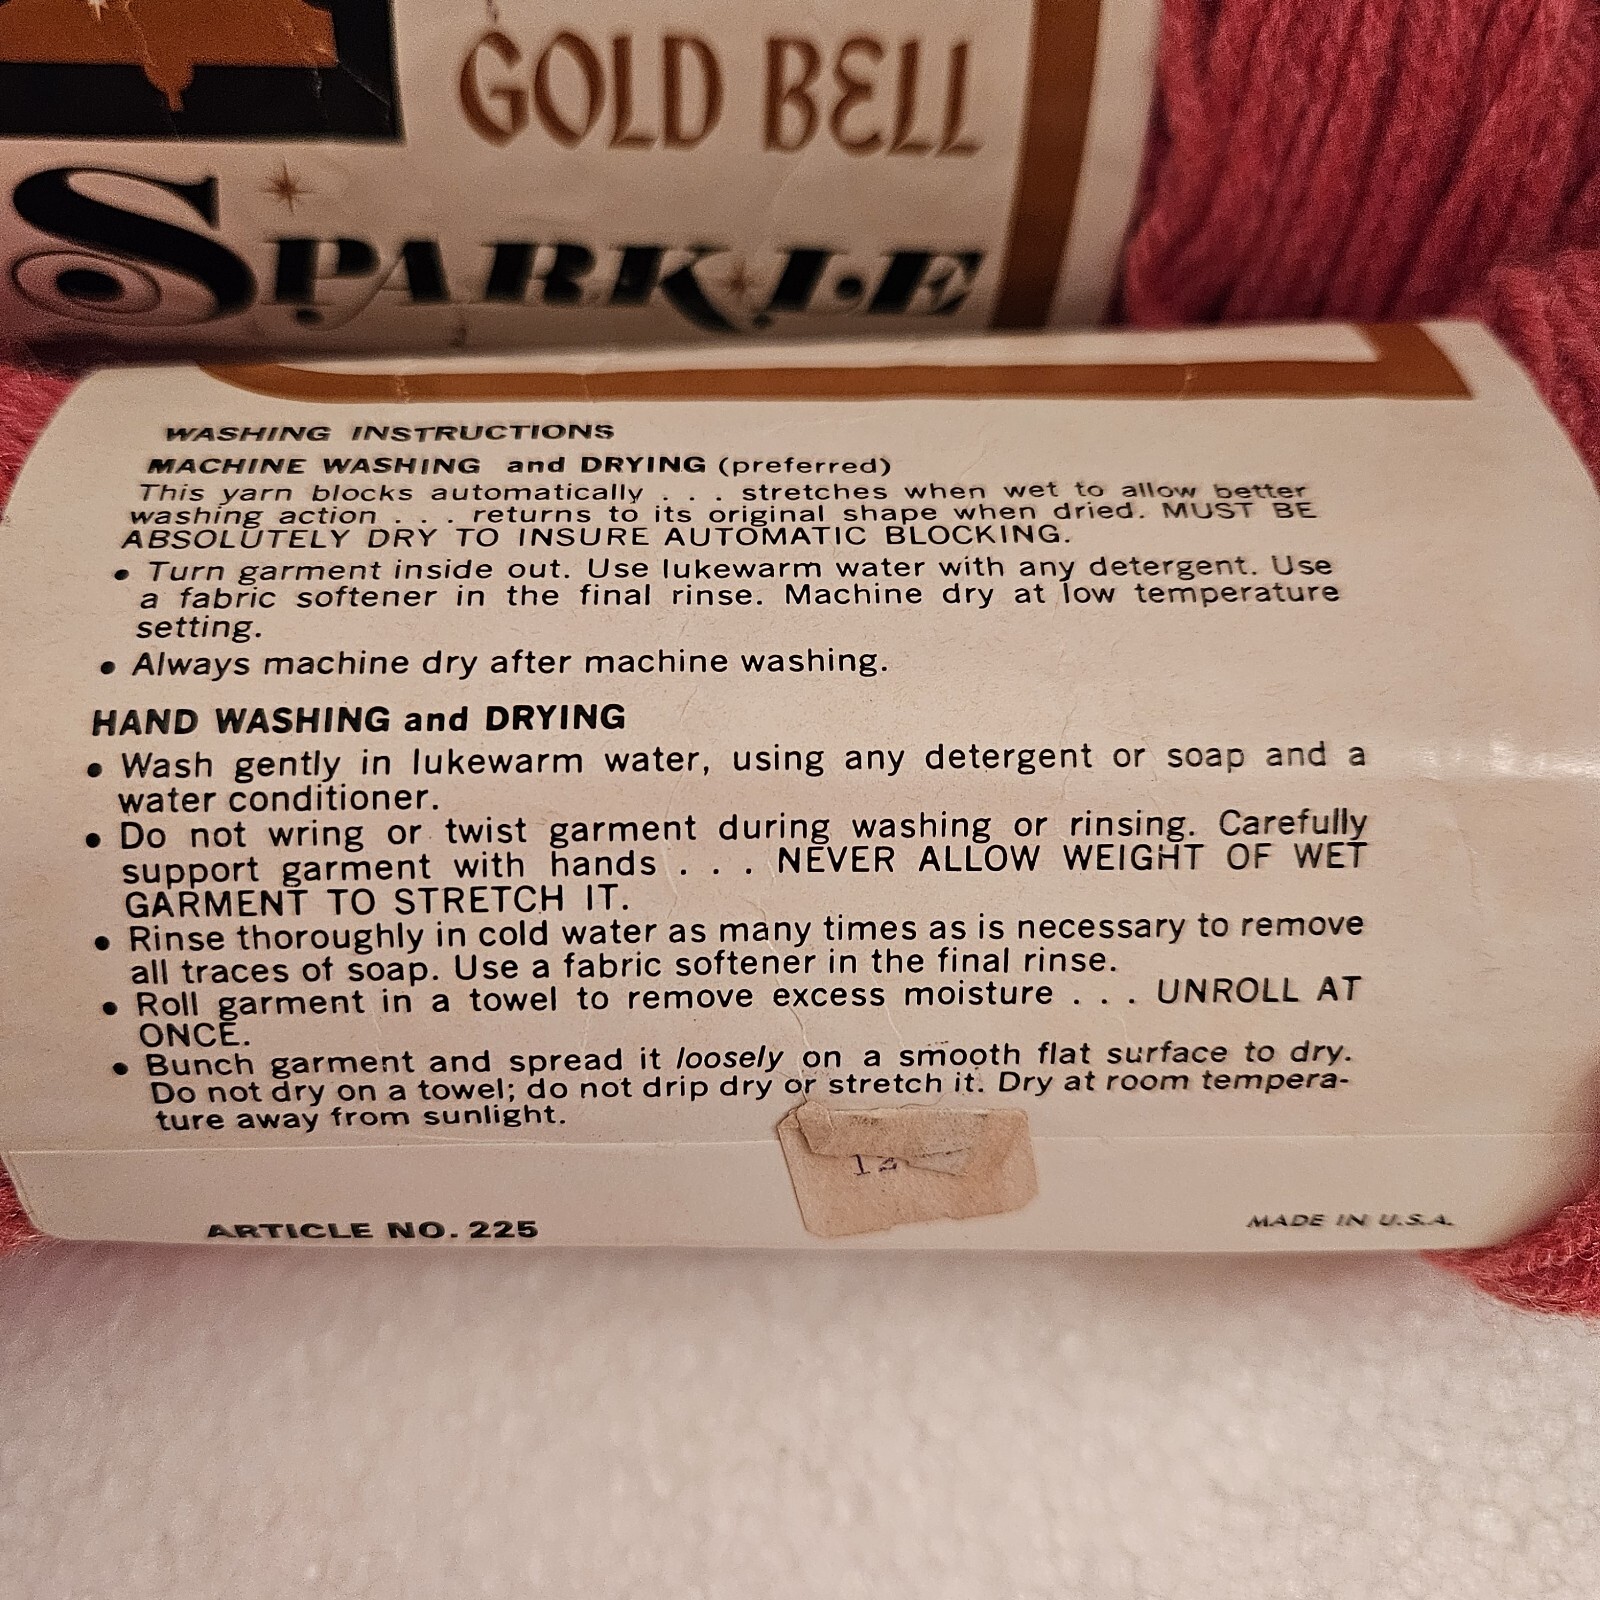 GOLD BELL
SPARKLE
WASHING INSTRUCTIONS
MACHINE WASHING and DRYING (preferred)
This yarn blocks automatically . . . stretches when wet to allow better
washing action . . . returns to its original shape when dried. MUST BE
ABSOLUTELY DRY TO INSURE AUTOMATIC BLOCKING.
• Turn garment inside out. Use lukewarm water with any detergent. Use
a fabric softener in the final rinse. Machine dry at low temperature
setting.
• Always machine dry after machine washing.
HAND WASHING and DRYING
• Wash gently in lukewarm water, using any detergent or soap and a
water conditioner.
• Do not wring or twist garment during washing or rinsing. Carefully
support garment with hands . . . NEVER ALLOW WEIGHT OF WET
GARMENT TO STRETCH IT.
• Rinse thoroughly in cold water as many times as is necessary to remove
all traces of soap. Use a fabric softener in the final rinse.
• Roll garment in a towel to remove excess moisture . . . UNROLL AT
ONCE.
• Bunch garment and spread it loosely on a smooth flat surface to dry.
Do not dry on a towel; do not drip dry or stretch it. Dry at room tempera-
ture away from sunlight.
ARTICLE NO. 225
MADE IN U.S.A.